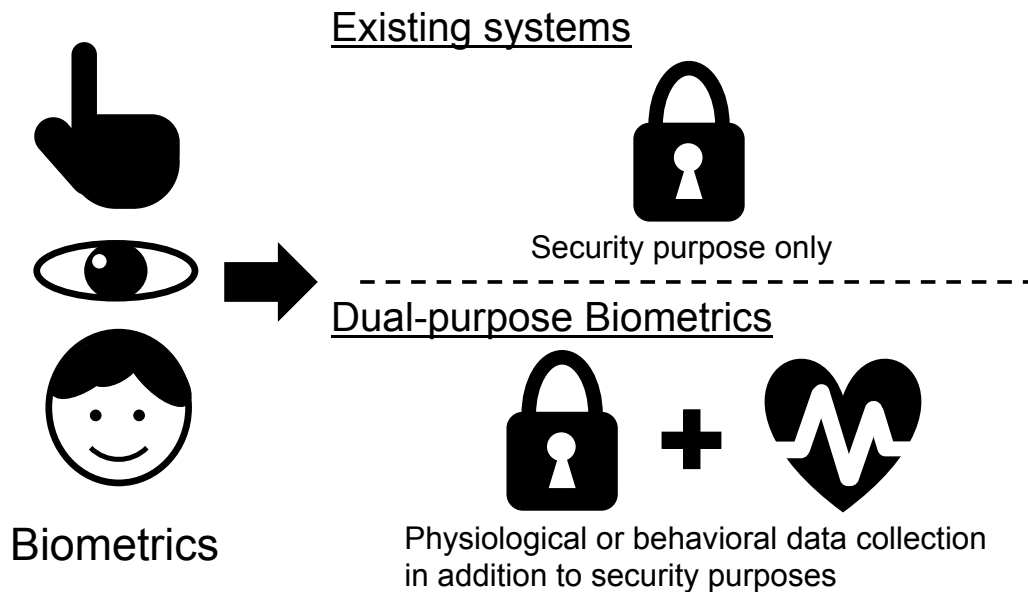 Existing systems
Security purpose only
Dual-purpose Biometrics
Biometrics
Physiological or behavioral data collection
in addition to security purposes